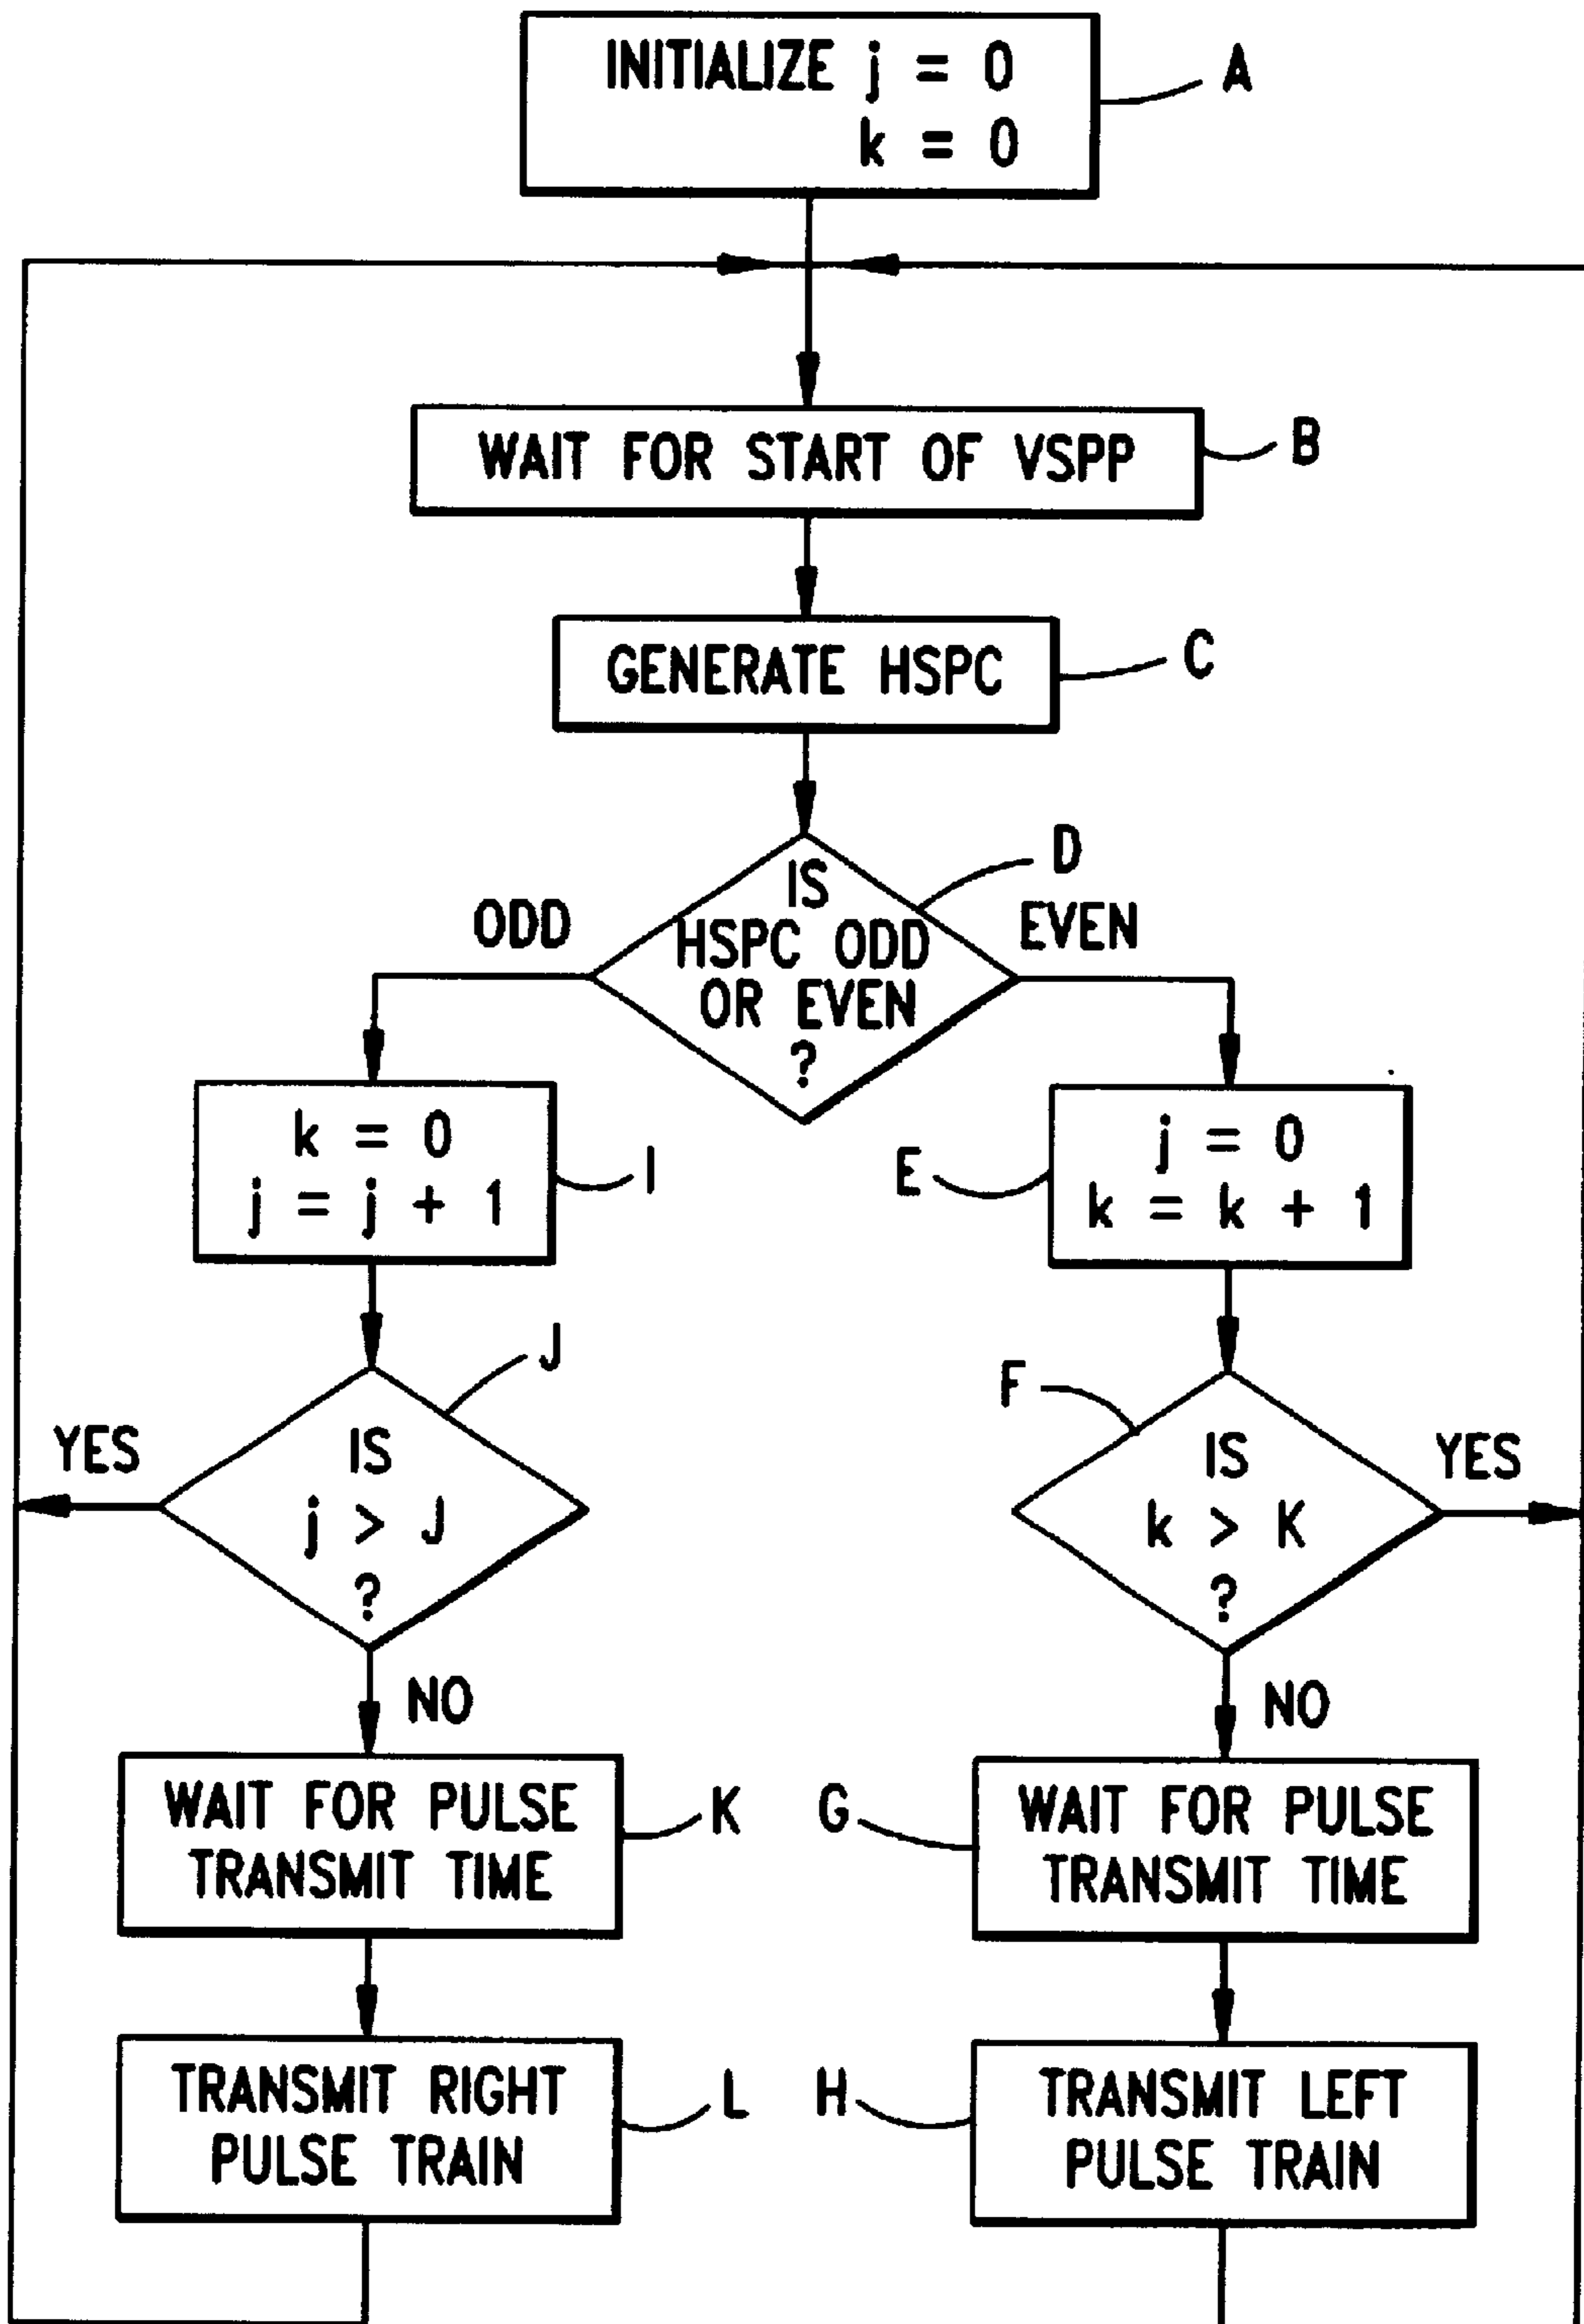 INITIALIZE j = 0
k = 0
A
WAIT FOR START OF VSPP
B
GENERATE HSPC
C
IS
HSPC ODD
OR EVEN
?
D
ODD
EVEN
k = 0
j = j + 1
I
j = 0
k = k + 1
E
IS
j > J
?
J
YES
NO
IS
k > K
?
F
YES
NO
WAIT FOR PULSE
TRANSMIT TIME
K
WAIT FOR PULSE
TRANSMIT TIME
G
TRANSMIT RIGHT
PULSE TRAIN
L
TRANSMIT LEFT
PULSE TRAIN
H